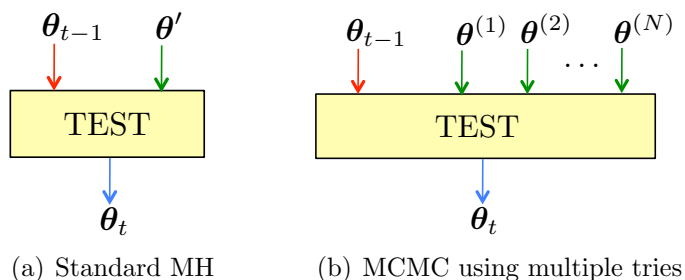 θ_{t−1} θ′ θ_{t−1} θ^{(1)} θ^{(2)} ... θ^{(N)}
TEST TEST
θ_t θ_t
(a) Standard MH (b) MCMC using multiple tries